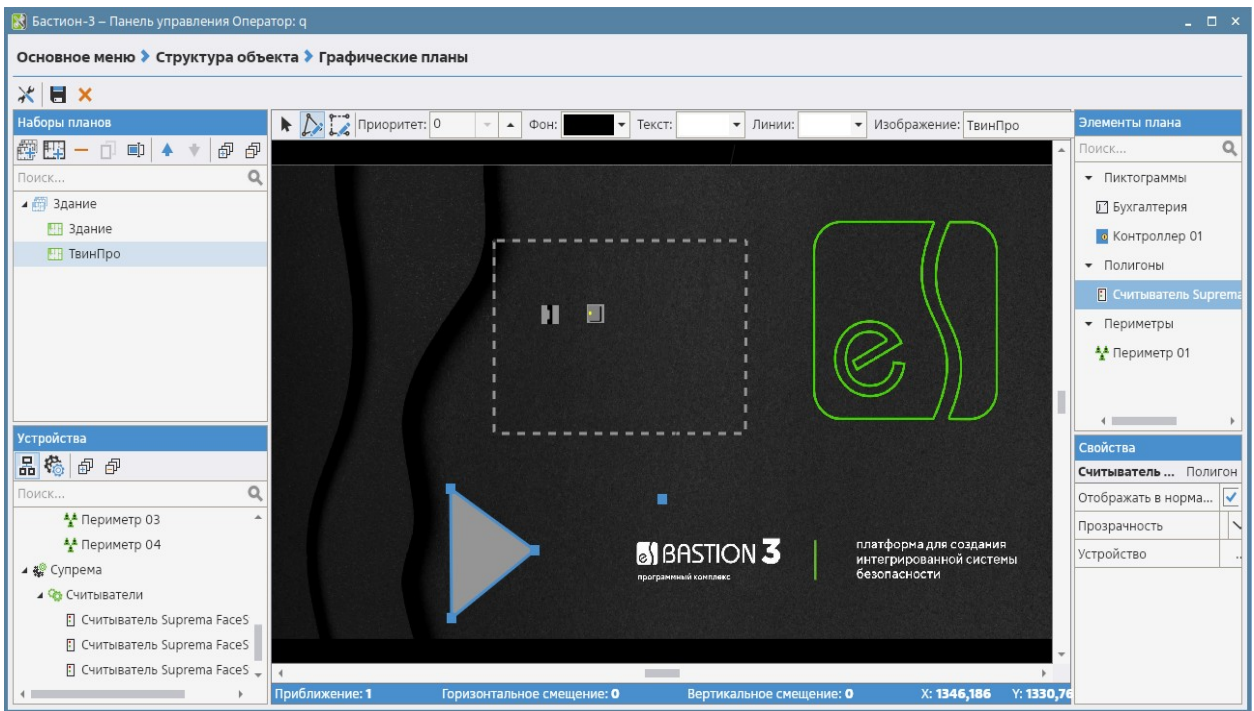 Бастион-3 – Панель управления Оператор: q
Основное меню Структура объекта Графические планы
Наборы планов
Поиск...
Здание
Здание
ТвинПро
Устройства
Поиск...
Периметр 03
Периметр 04
Супрема
Считыватели
Считыватель Suprema FaceS
Считыватель Suprema FaceS
Считыватель Suprema FaceS
Приоритет: 0 Фон: Текст: Линии: Изображение: ТвинПро
eS
eS BASTION 3
программный комплекс
платформа для создания
интегрированной системы
безопасности
Приближение: 1 Горизонтальное смещение: 0 Вертикальное смещение: 0 X: 1346,186 Y: 1330,76
Элементы плана
Поиск...
Пиктограммы
Бухгалтерия
Контроллер 01
Полигоны
Считыватель Suprema
Периметры
Периметр 01
Свойства
Считыватель ... Полигон
Отображать в норма...
Прозрачность
Устройство ..